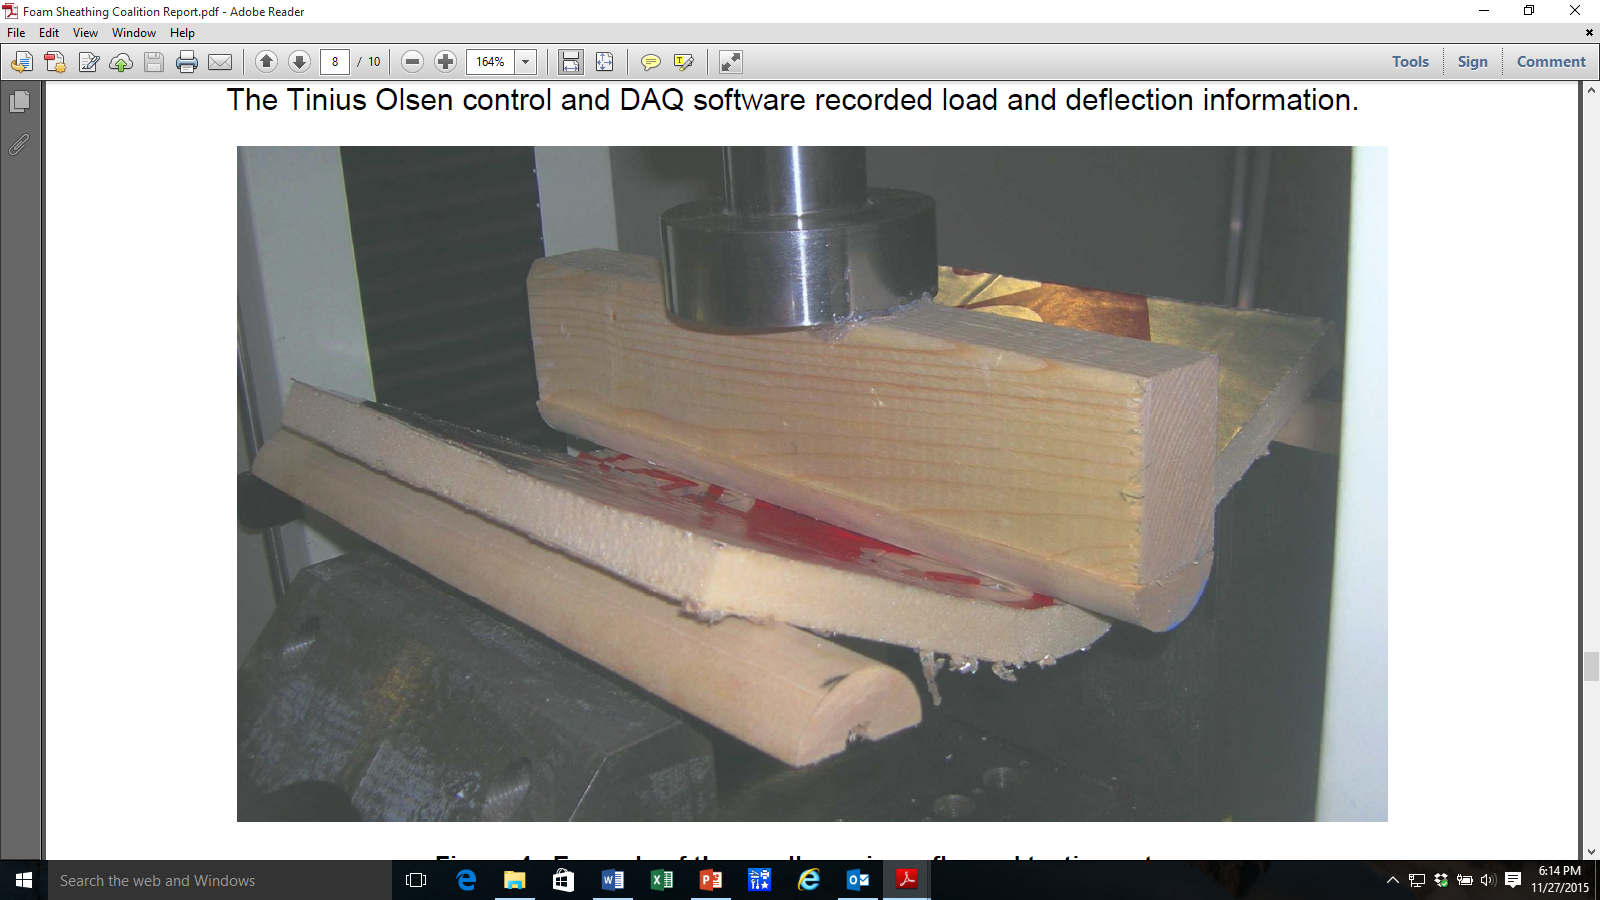 Foam Sheathing Coalition Report.pdf - Adobe Reader
File Edit View Window Help
8 / 10 164% Tools Sign Comment
The Tinius Olsen control and DAQ software recorded load and deflection information.
Search the web and Windows
6:14 PM
11/27/2015